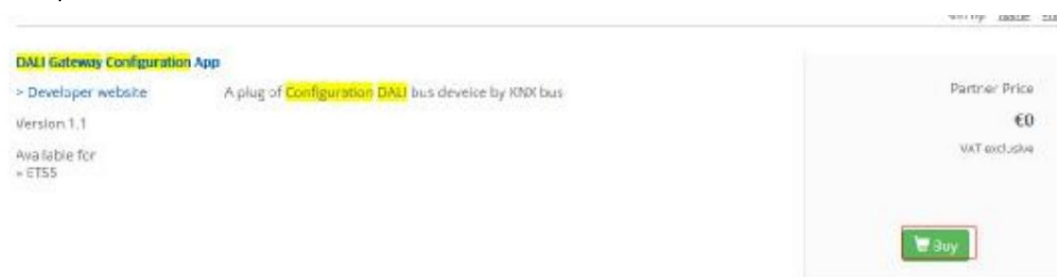 DALI Gateway Configuration App
> Developer website
A plug of Configuration DALI bus deveice by KNX bus
Version 1.1
Available for
» ETS5
Partner Price
€0
VAT exclusive
Buy